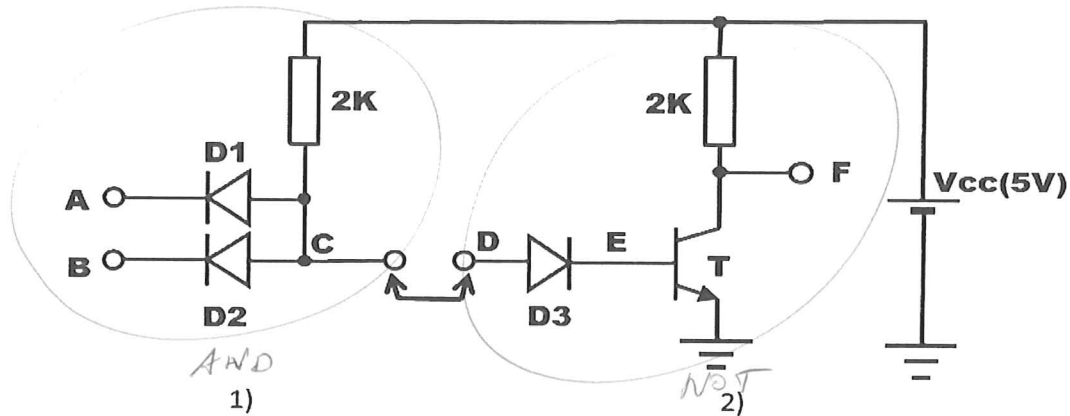 2K
2K
D1
A
F
Vcc(5V)
B
C
D
E
T
D2
D3
AND
NOT
1)
2)